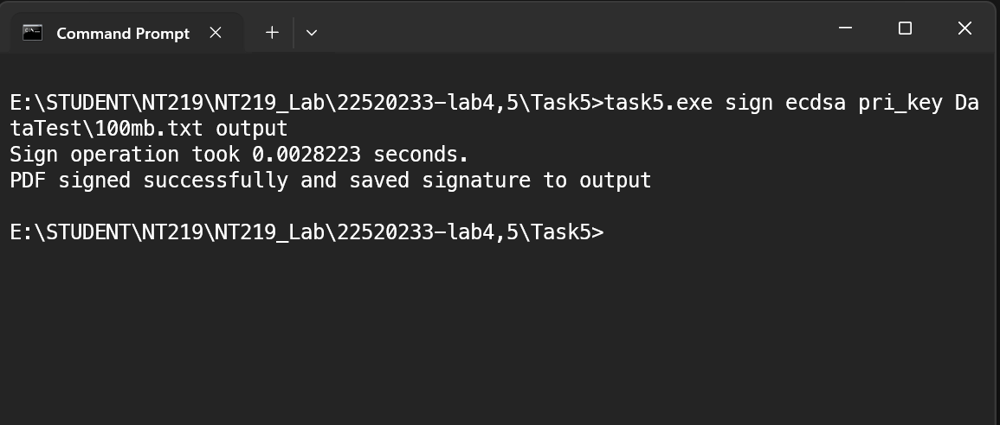 Command Prompt
E:\STUDENT\NT219\NT219_Lab\22520233-lab4,5\Task5>task5.exe sign ecdsa pri_key Da
taTest\100mb.txt output
Sign operation took 0.0028223 seconds.
PDF signed successfully and saved signature to output
E:\STUDENT\NT219\NT219_Lab\22520233-lab4,5\Task5>